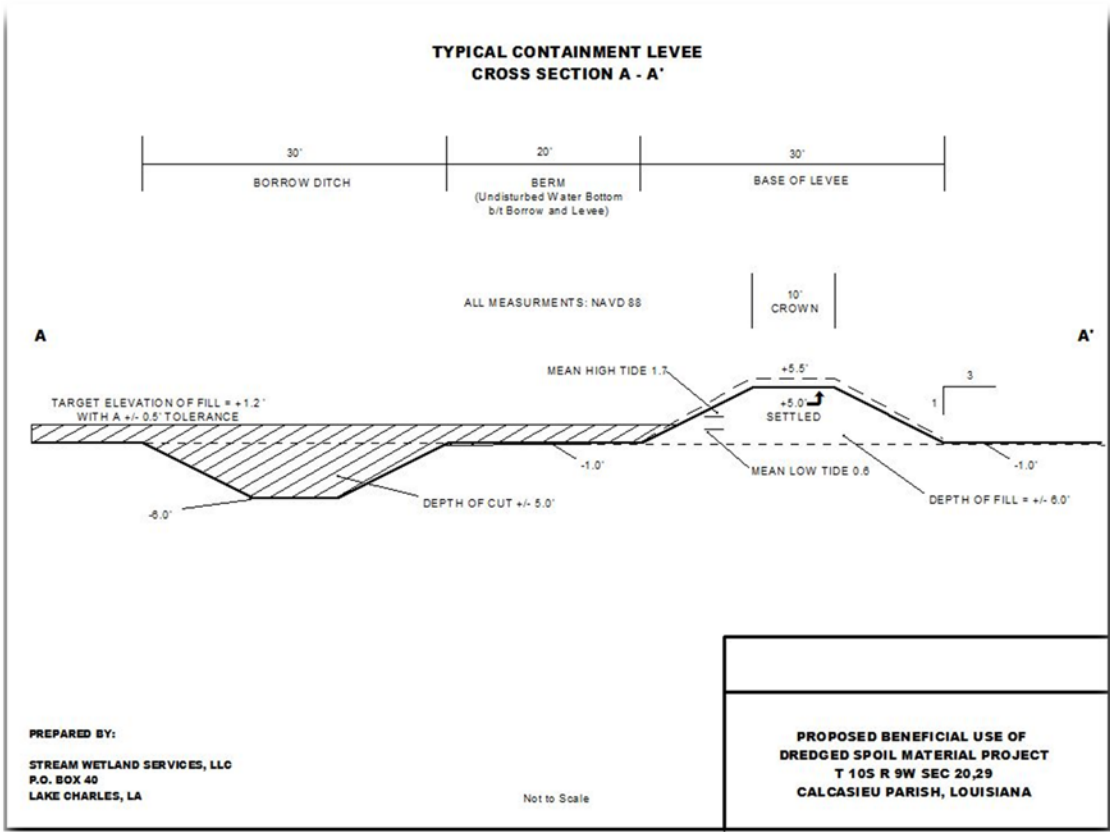 TYPICAL CONTAINMENT LEVEE
CROSS SECTION A - A'
30'
20'
30'
BORROW DITCH
BERM
(Undisturbed Water Bottom
b/t Borrow and Levee)
BASE OF LEVEE
ALL MEASURMENTS: NAVD 88
10'
CROWN
A
A'
MEAN HIGH TIDE 1.7
+5.5'
3
1
TARGET ELEVATION OF FILL = +1.2'
WITH A +/- 0.5' TOLERANCE
+5.0'
SETTLED
-1.0'
MEAN LOW TIDE 0.6
-1.0'
-6.0'
DEPTH OF CUT +/- 5.0'
DEPTH OF FILL = +/- 6.0'
PREPARED BY:
STREAM WETLAND SERVICES, LLC
P.O. BOX 40
LAKE CHARLES, LA
Not to Scale
PROPOSED BENEFICIAL USE OF
DREDGED SPOIL MATERIAL PROJECT
T 10S R 9W SEC 20,29
CALCASIEU PARISH, LOUISIANA